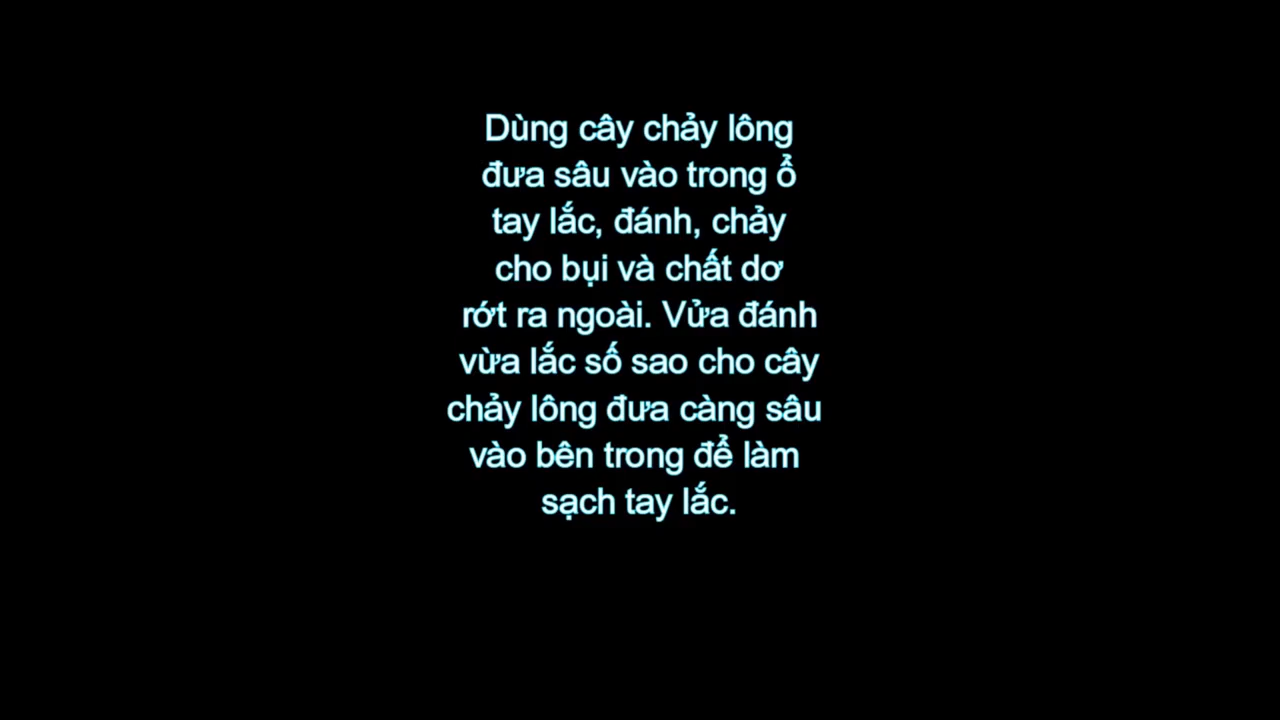 Dùng cây chảy lông
đưa sâu vào trong ổ
tay lắc, đánh, chảy
cho bụi và chất dơ
rớt ra ngoài. Vửa đánh
vừa lắc số sao cho cây
chảy lông đưa càng sâu
vào bên trong để làm
sạch tay lắc.